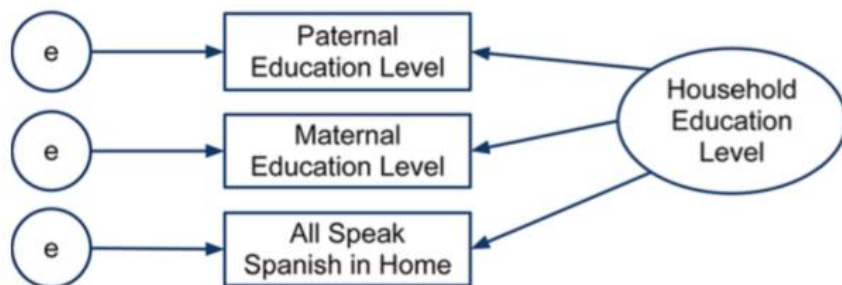 e
Paternal
Education Level
e
Maternal
Education Level
e
All Speak
Spanish in Home
Household
Education
Level